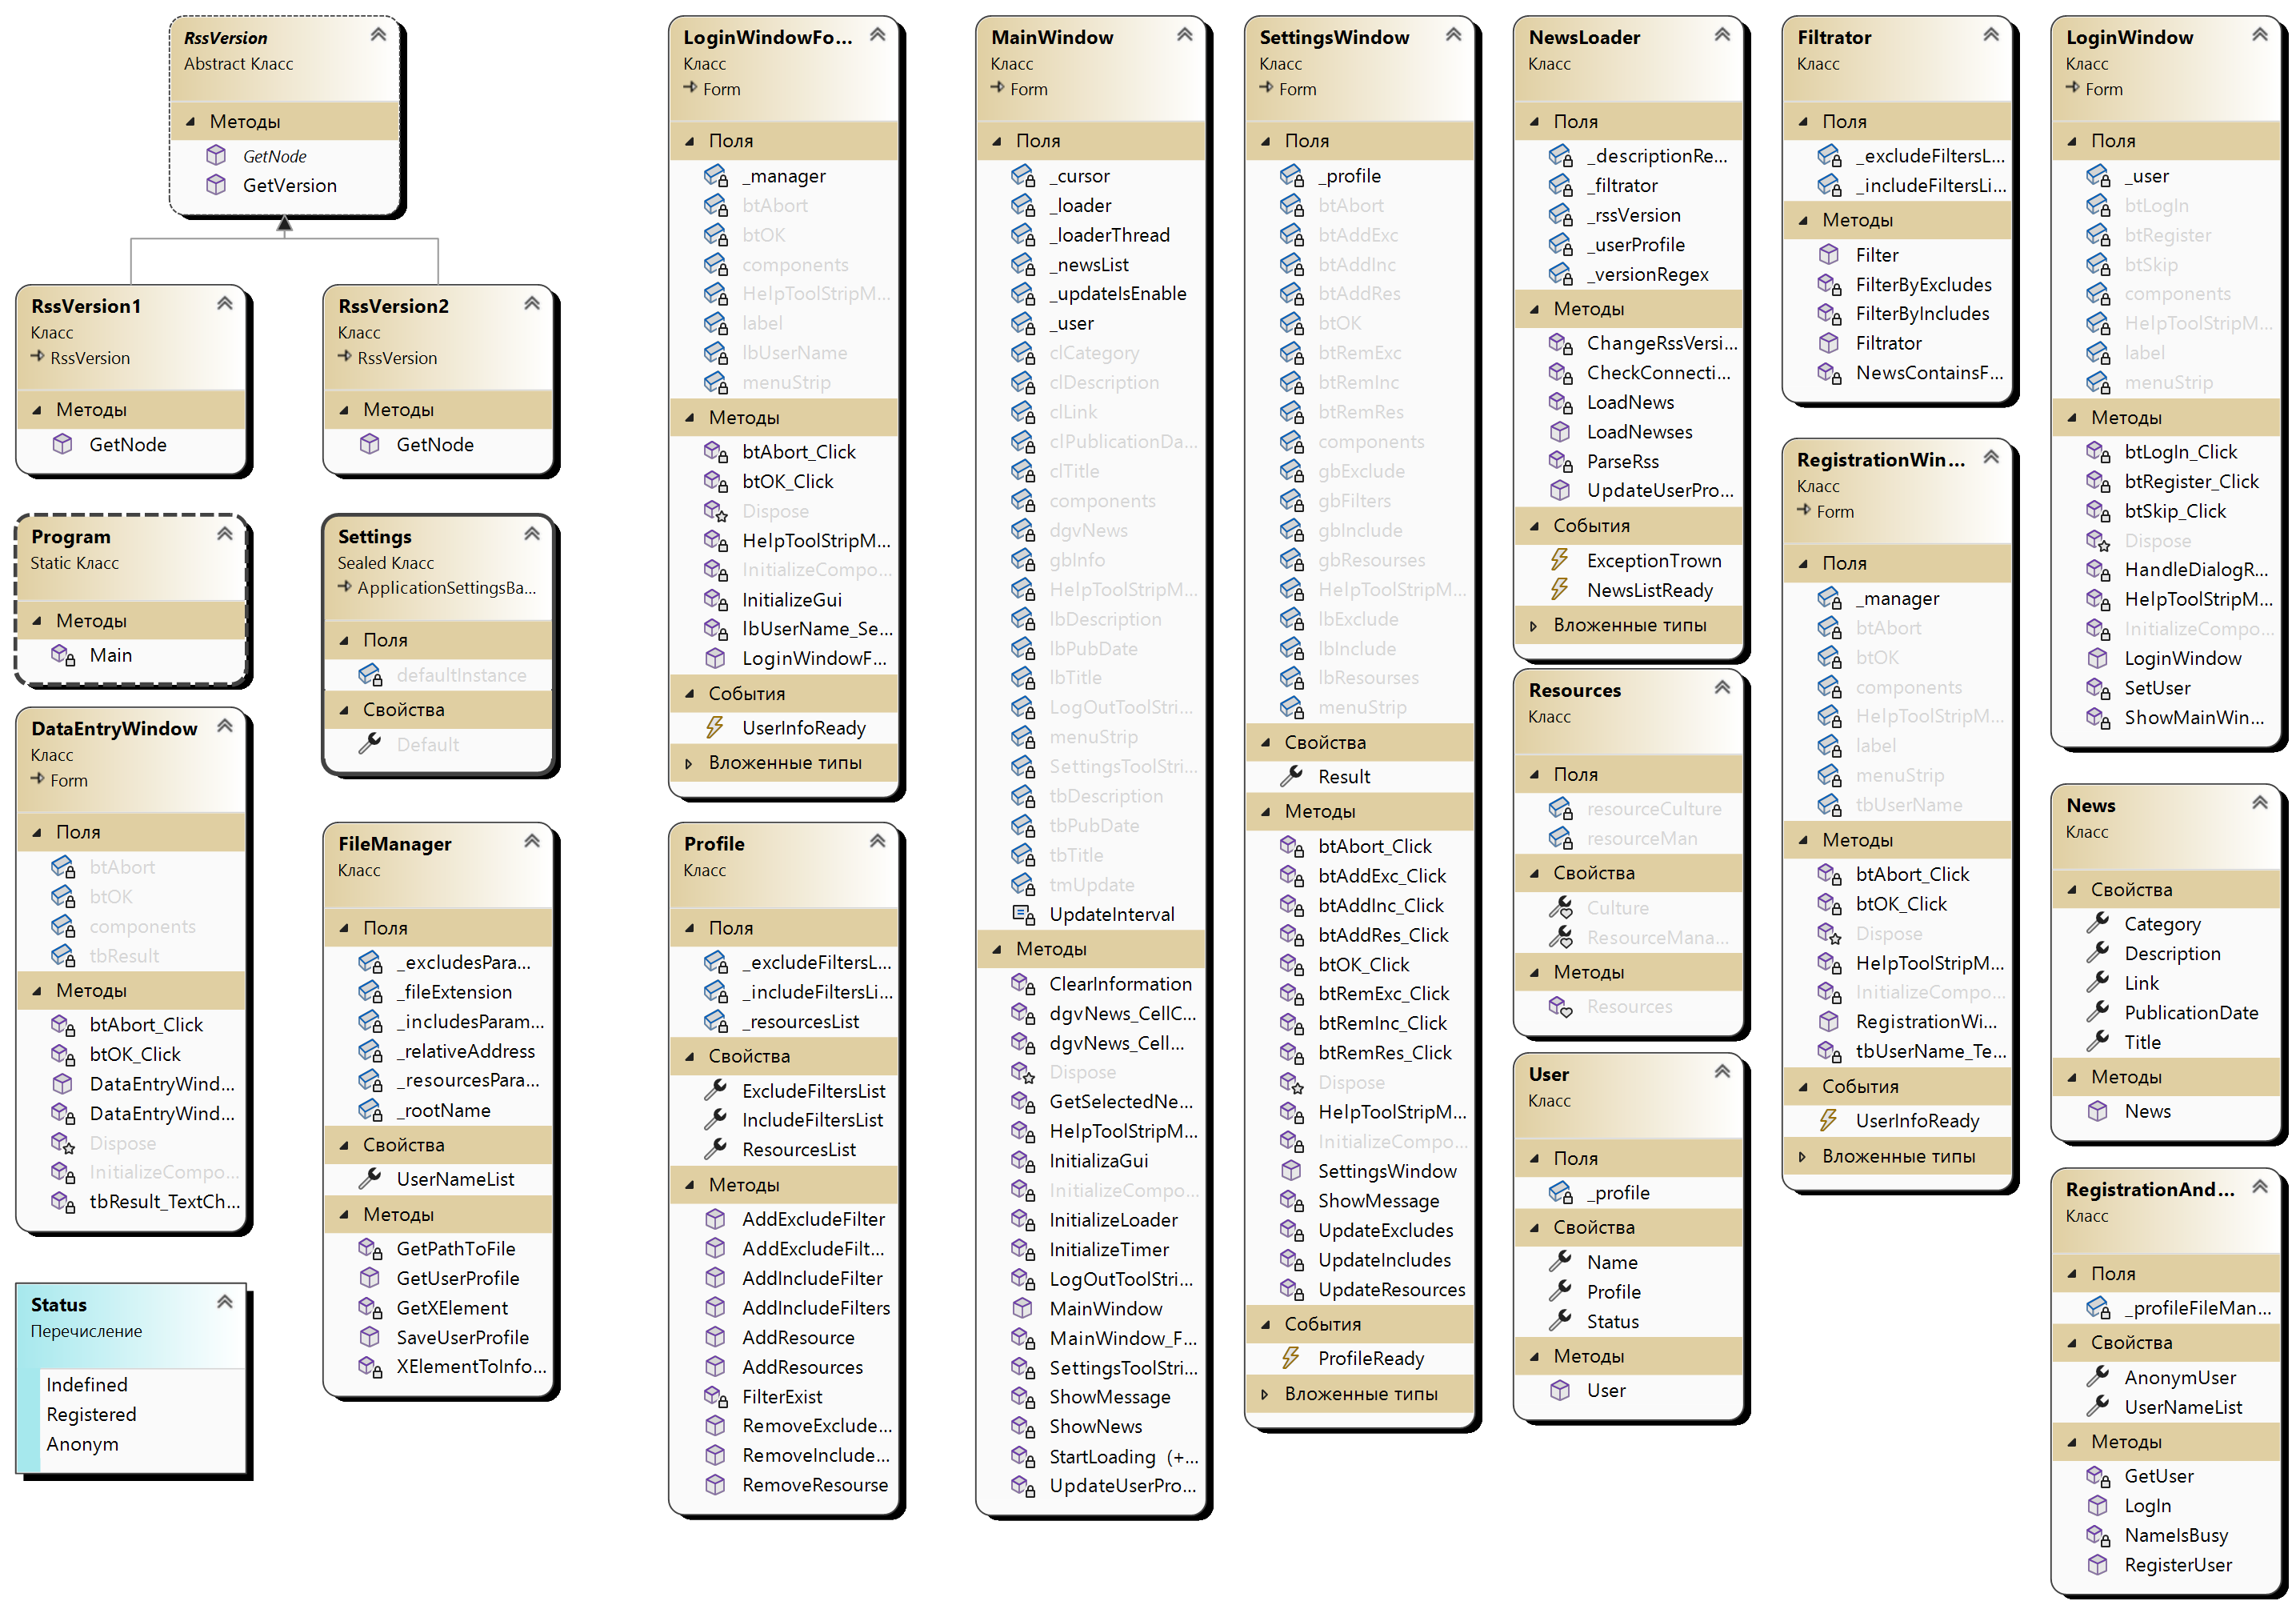 RssVersion
Abstract Класс
Методы
GetNode
GetVersion
RssVersion1
Класс
RssVersion
Методы
GetNode
RssVersion2
Класс
RssVersion
Методы
GetNode
Program
Static Класс
Методы
Main
Settings
Sealed Класс
ApplicationSettingsBa...
Поля
defaultInstance
Свойства
Default
DataEntryWindow
Класс
Form
Поля
btAbort
btOK
components
tbResult
Методы
btAbort_Click
btOK_Click
DataEntryWind...
DataEntryWind...
Dispose
InitializeCompo...
tbResult_TextCh...
FileManager
Класс
Поля
_excludesPara...
_fileExtension
_includesParam...
_relativeAddress
_resourcesPara...
_rootName
Свойства
UserNameList
Методы
GetPathToFile
GetUserProfile
GetXElement
SaveUserProfile
XElementToInfo...
Status
Перечисление
Indefined
Registered
Anonym
LoginWindowFo...
Класс
Form
Поля
_manager
btAbort
btOK
components
HelpToolStripM...
label
lbUserName
menuStrip
Методы
btAbort_Click
btOK_Click
Dispose
HelpToolStripM...
InitializeCompo...
InitializeGui
lbUserName_Se...
LoginWindowF...
События
UserInfoReady
Вложенные типы
Profile
Класс
Поля
_excludeFiltersL...
_includeFiltersLi...
_resourcesList
Свойства
ExcludeFiltersList
IncludeFiltersList
ResourcesList
Методы
AddExcludeFilter
AddExcludeFilt...
AddIncludeFilter
AddIncludeFilters
AddResource
AddResources
FilterExist
RemoveExclude...
RemoveInclude...
RemoveResourse
MainWindow
Класс
Form
Поля
_cursor
_loader
_loaderThread
_newsList
_updateIsEnable
_user
clCategory
clDescription
clLink
clPublicationDa...
clTitle
components
dgvNews
gbInfo
HelpToolStripM...
lbDescription
lbPubDate
lbTitle
LogOutToolStri...
menuStrip
SettingsToolStri...
tbDescription
tbPubDate
tbTitle
tmUpdate
UpdateInterval
Методы
ClearInformation
dgvNews_CellC...
dgvNews_Cell...
Dispose
GetSelectedNe...
HelpToolStripM...
InitializaGui
InitializeCompo...
InitializeLoader
InitializeTimer
LogOutToolStri...
MainWindow
MainWindow_F...
SettingsToolStri...
ShowMessage
ShowNews
StartLoading (+...
UpdateUserPro...
SettingsWindow
Класс
Form
Поля
_profile
btAbort
btAddExc
btAddInc
btAddRes
btOK
btRemExc
btRemInc
btRemRes
components
gbExclude
gbFilters
gbInclude
gbResourses
HelpToolStripM...
lbExclude
lbInclude
lbResourses
menuStrip
Свойства
Result
Методы
btAbort_Click
btAddExc_Click
btAddInc_Click
btAddRes_Click
btOK_Click
btRemExc_Click
btRemInc_Click
btRemRes_Click
Dispose
HelpToolStripM...
InitializeCompo...
SettingsWindow
ShowMessage
UpdateExcludes
UpdateIncludes
UpdateResources
События
ProfileReady
Вложенные типы
NewsLoader
Класс
Поля
_descriptionRe...
_filtrator
_rssVersion
_userProfile
_versionRegex
Методы
ChangeRssVersi...
CheckConnecti...
LoadNews
LoadNewses
ParseRss
UpdateUserPro...
События
ExceptionTrown
NewsListReady
Вложенные типы
Resources
Класс
Поля
resourceCulture
resourceMan
Свойства
Culture
ResourceMana...
Методы
Resources
User
Класс
Поля
_profile
Свойства
Name
Profile
Status
Методы
User
Filtrator
Класс
Поля
_excludeFiltersL...
_includeFiltersLi...
Методы
Filter
FilterByExcludes
FilterByIncludes
Filtrator
NewsContainsF...
RegistrationWin...
Класс
Form
Поля
_manager
btAbort
btOK
components
HelpToolStripM...
label
menuStrip
tbUserName
Методы
btAbort_Click
btOK_Click
Dispose
HelpToolStripM...
InitializeCompo...
RegistrationWi...
tbUserName_Te...
События
UserInfoReady
Вложенные типы
LoginWindow
Класс
Form
Поля
_user
btLogIn
btRegister
btSkip
components
HelpToolStripM...
label
menuStrip
Методы
btLogIn_Click
btRegister_Click
btSkip_Click
Dispose
HandleDialogR...
HelpToolStripM...
InitializeCompo...
LoginWindow
SetUser
ShowMainWin...
News
Класс
Свойства
Category
Description
Link
PublicationDate
Title
Методы
News
RegistrationAnd...
Класс
Поля
_profileFileMan...
Свойства
AnonymUser
UserNameList
Методы
GetUser
LogIn
NameIsBusy
RegisterUser